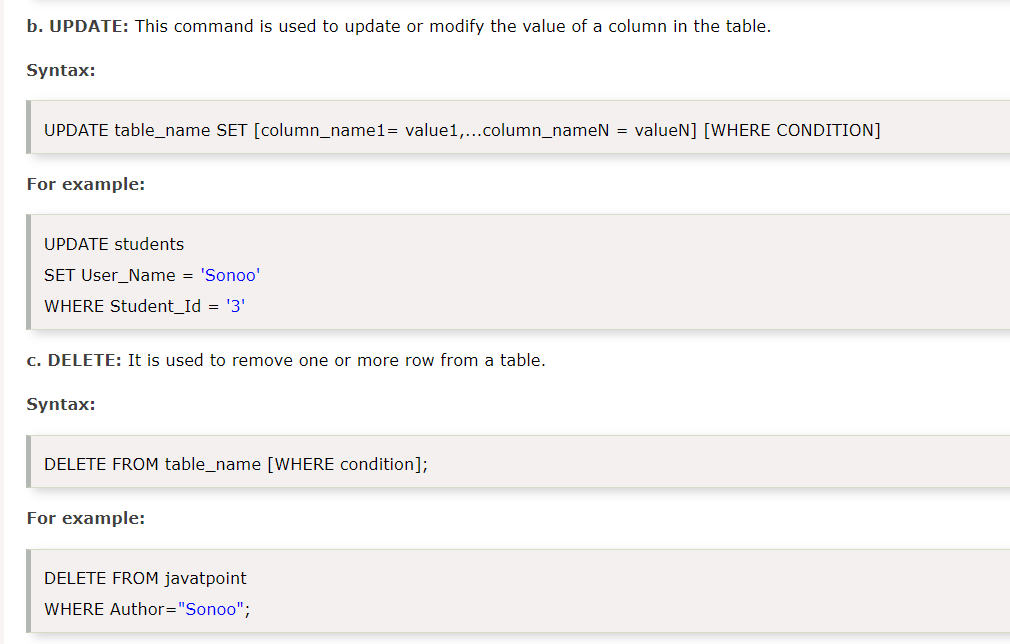 b. UPDATE: This command is used to update or modify the value of a column in the table.
Syntax:
UPDATE table_name SET [column_name1= value1,...column_nameN = valueN] [WHERE CONDITION]
For example:
UPDATE students
SET User_Name = 'Sonoo'
WHERE Student_Id = '3'
c. DELETE: It is used to remove one or more row from a table.
Syntax:
DELETE FROM table_name [WHERE condition];
For example:
DELETE FROM javatpoint
WHERE Author="Sonoo";